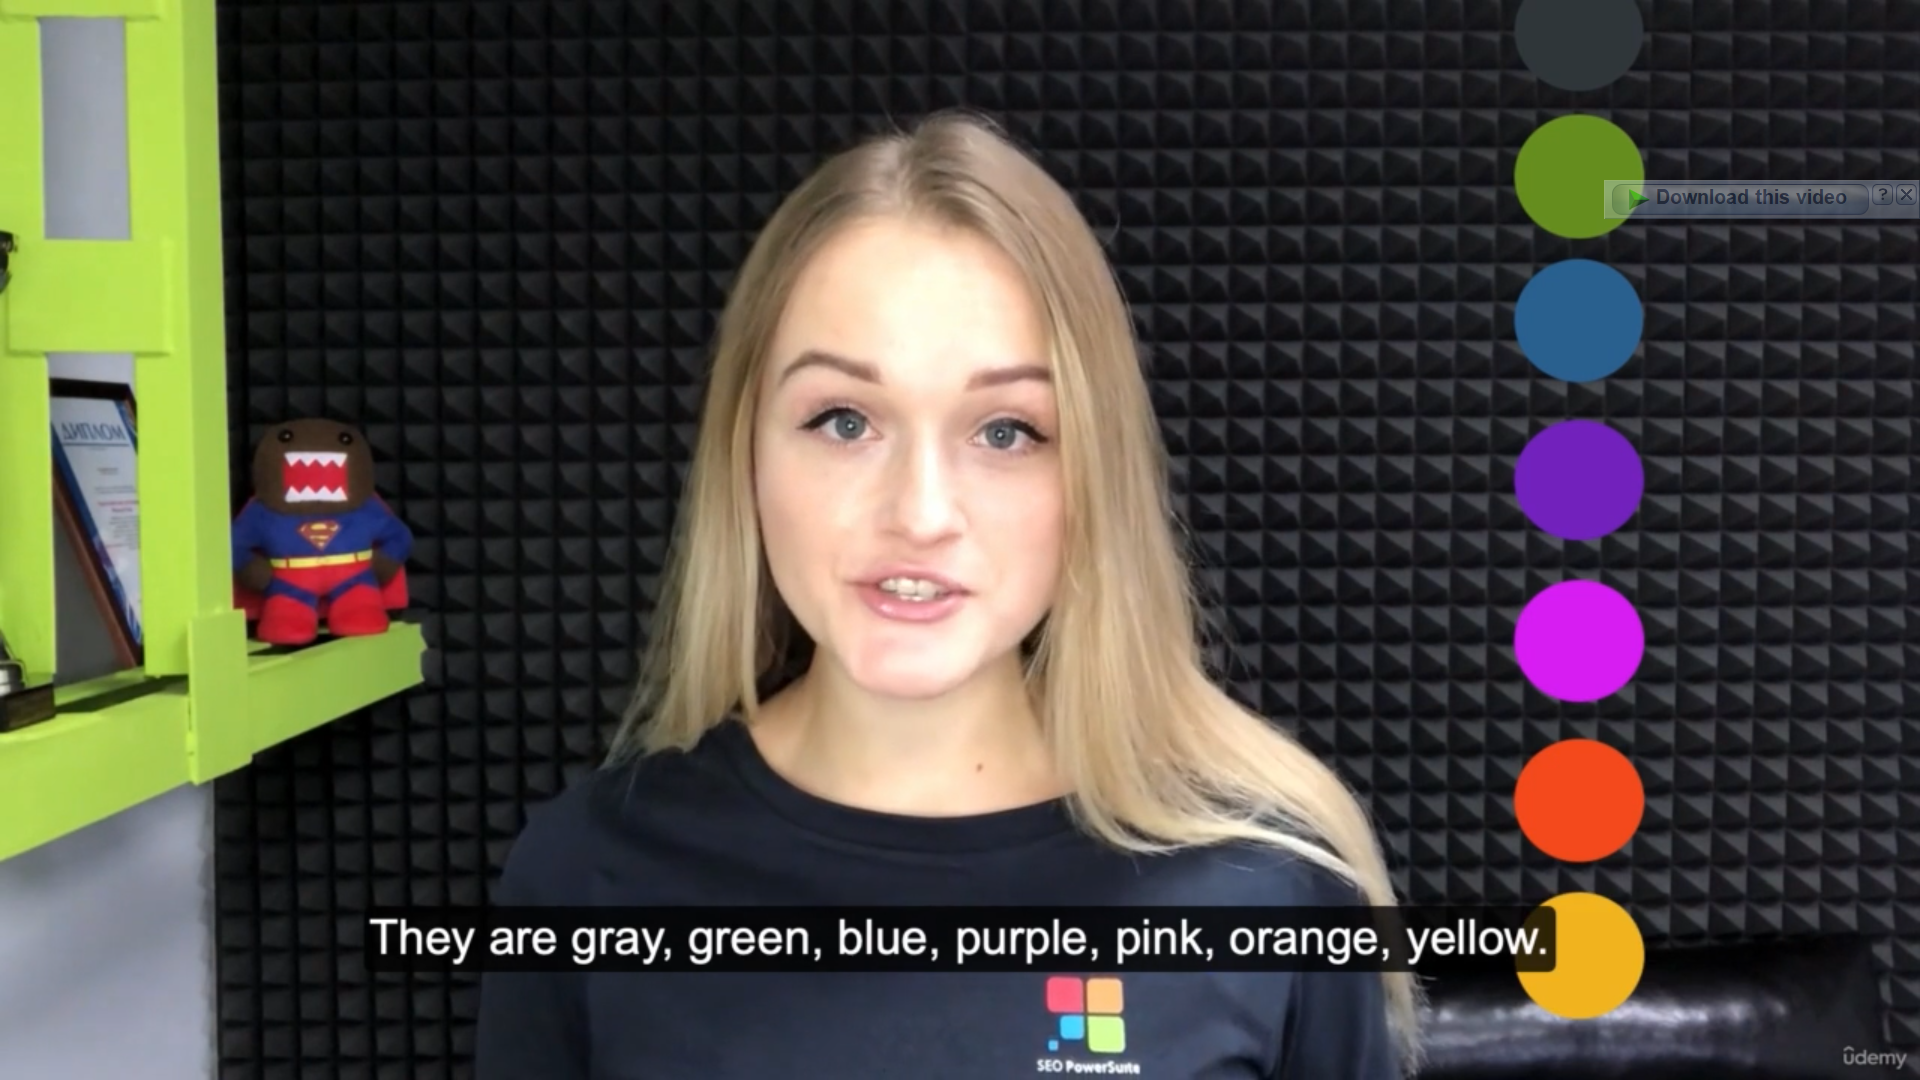 Download this video
?
ДИПЛОМ
They are gray, green, blue, purple, pink, orange, yellow.
SEO PowerSuite
ûdemy